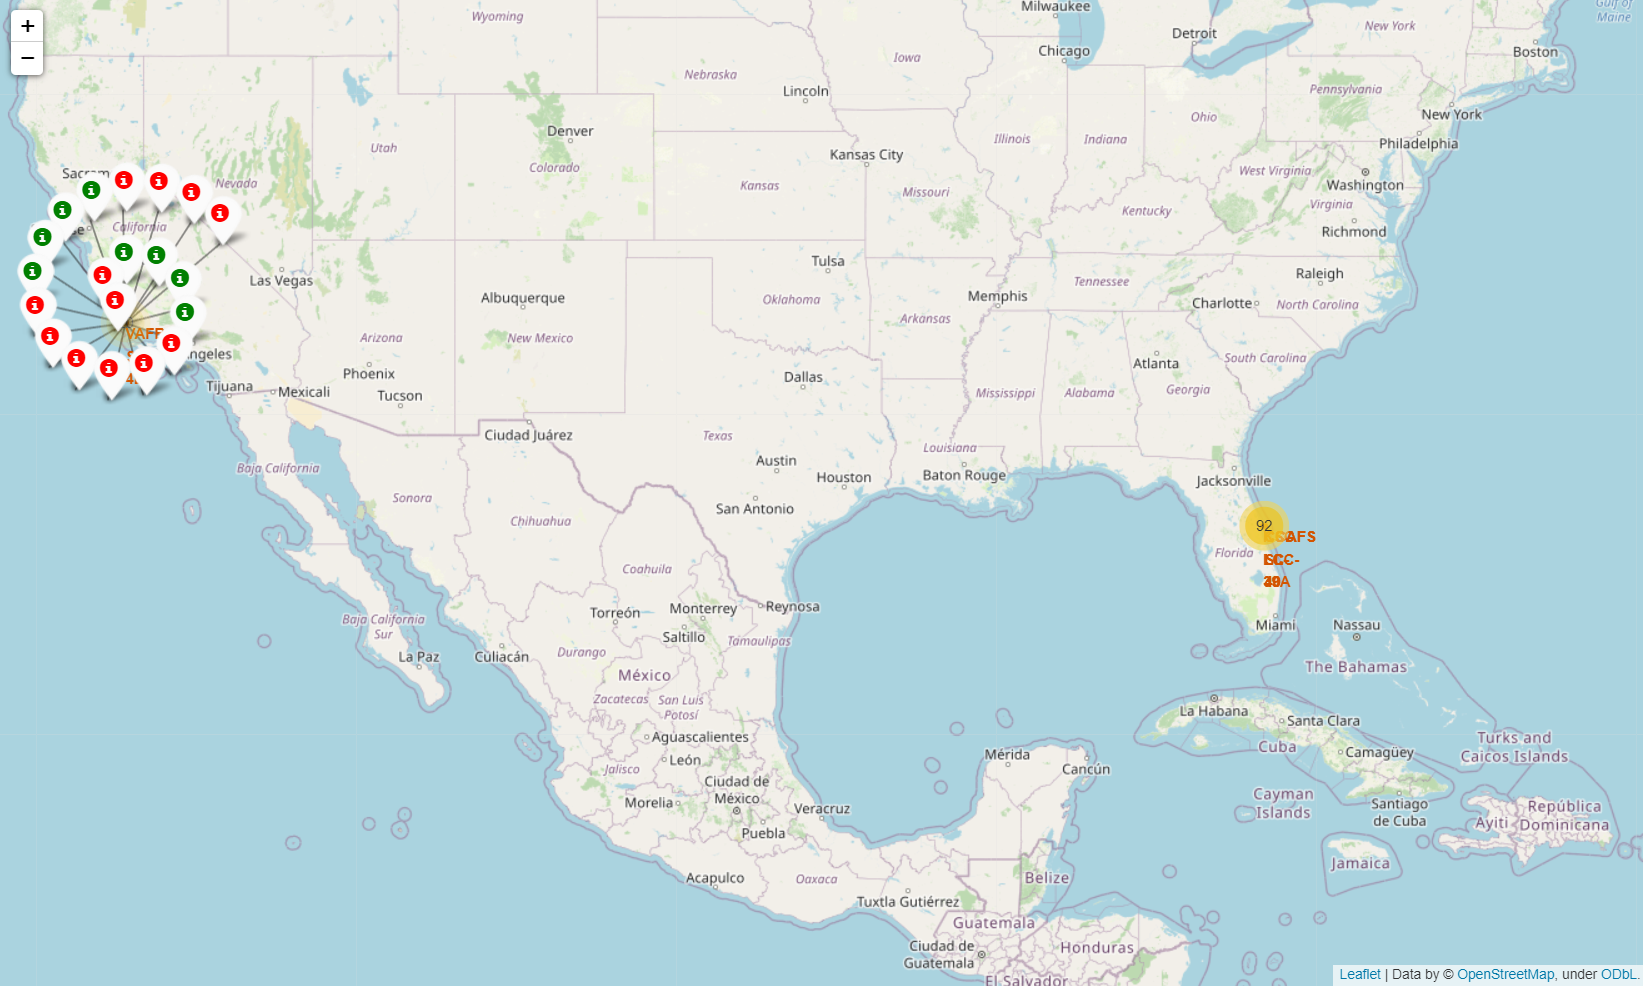 +
−
Wyoming
Milwaukee
Gulf of
Maine
New York
Detroit
Chicago
Boston
Iowa
Nebraska
Lincoln
Pennsylvania
New York
Ohio
Denver
Illinois
Indiana
Philadelphia
Utah
Kansas City
Colorado
West Virginia
Washington
Nevada
Kansas
Missouri
Virginia
Kentucky
California
Richmond
Las Vegas
Tulsa
Raleigh
Tennessee
Albuquerque
Memphis
Charlotte
North Carolina
Oklahoma
Arkansas
Arizona
New Mexico
South Carolina
Atlanta
Phoenix
Dallas
Tijuana
Mexicali
Tucson
Mississippi
Alabama
Georgia
Ciudad Juárez
Texas
Louisiana
Austin
Baja California
Houston
Baton Rouge
Jacksonville
Sonora
San Antonio
Chihuahua
92
Florida
Coahuila
Torreón
Monterrey
Reynosa
Baja California
Sur
Saltillo
Tamaulipas
Miami
Nassau
La Paz
Culiacán
Durango
The Bahamas
México
Zacatecas
San Luis
Potosí
La Habana
Santa Clara
Aguascalientes
Cuba
Camagüey
Turks and
Caicos Islands
León
Mérida
Cancún
Jalisco
Ciudad de
México
Morelia
Veracruz
Cayman
Islands
Santiago
de Cuba
República
Dominicana
Ayiti
Puebla
Jamaica
Acapulco
Oaxaca
Belize
Tuxtla Gutiérrez
Guatemala
Ciudad de
Guatemala
Honduras
El Salvador
Leaflet | Data by © OpenStreetMap, under ODbL.